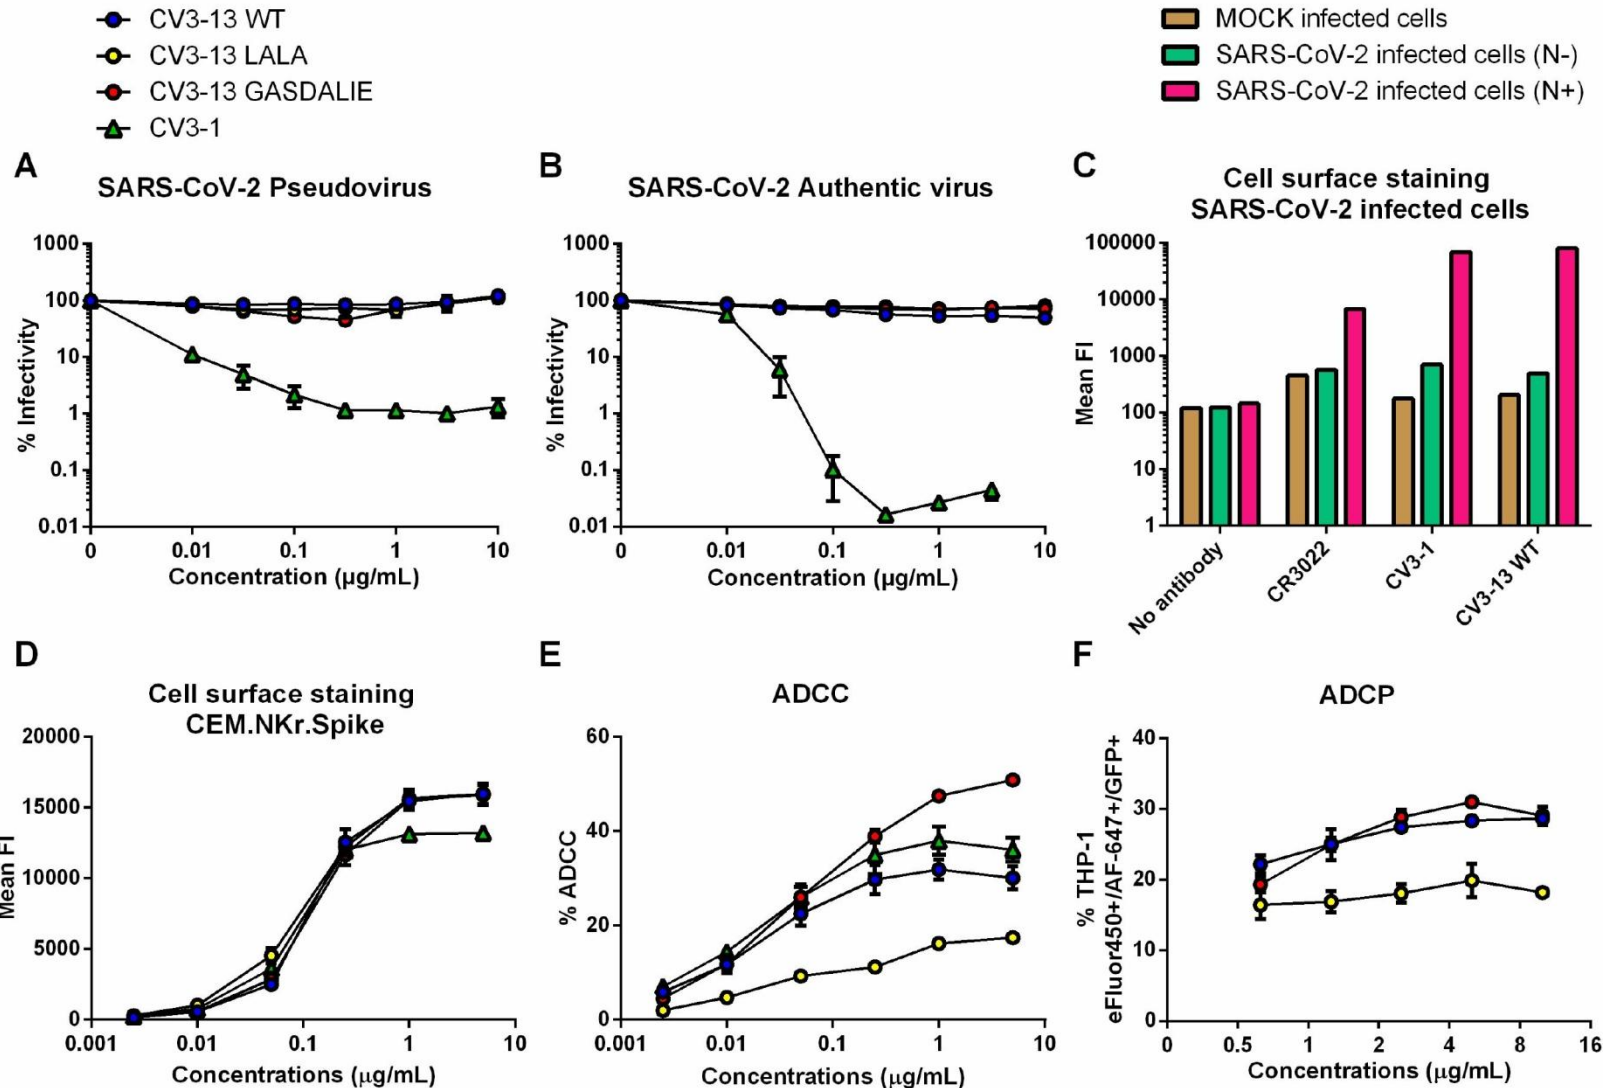 CV3-13 WT
CV3-13 LALA
CV3-13 GASDALIE
CV3-1
MOCK infected cells
SARS-CoV-2 infected cells (N-)
SARS-CoV-2 infected cells (N+)
A
SARS-CoV-2 Pseudovirus
% Infectivity
1000
100
10
1
0.1
0.01
0 0.01 0.1 1 10
Concentration (µg/mL)
B
SARS-CoV-2 Authentic virus
% Infectivity
1000
100
10
1
0.1
0.01
0 0.01 0.1 1 10
Concentration (µg/mL)
C
Cell surface staining
SARS-CoV-2 infected cells
Mean FI
100000
10000
1000
100
10
1
No antibody
CR3022
CV3-1
CV3-13 WT
D
Cell surface staining
CEM.NKr.Spike
Mean FI
20000
15000
10000
5000
0
0.001 0.01 0.1 1 10
Concentrations (µg/mL)
E
ADCC
% ADCC
60
40
20
0
0.001 0.01 0.1 1 10
Concentrations (µg/mL)
F
ADCP
% THP-1
eFluor450+/AF-647+/GFP+
40
30
20
10
0
0 0.5 1 2 4 8 16
Concentrations (µg/mL)